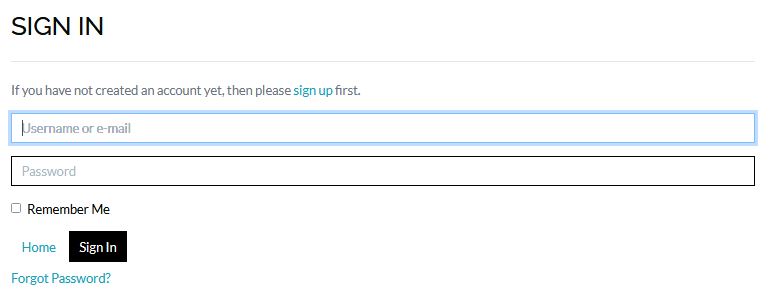 SIGN IN
If you have not created an account yet, then please sign up first.
Username or e-mail
Password
Remember Me
Home Sign In
Forgot Password?